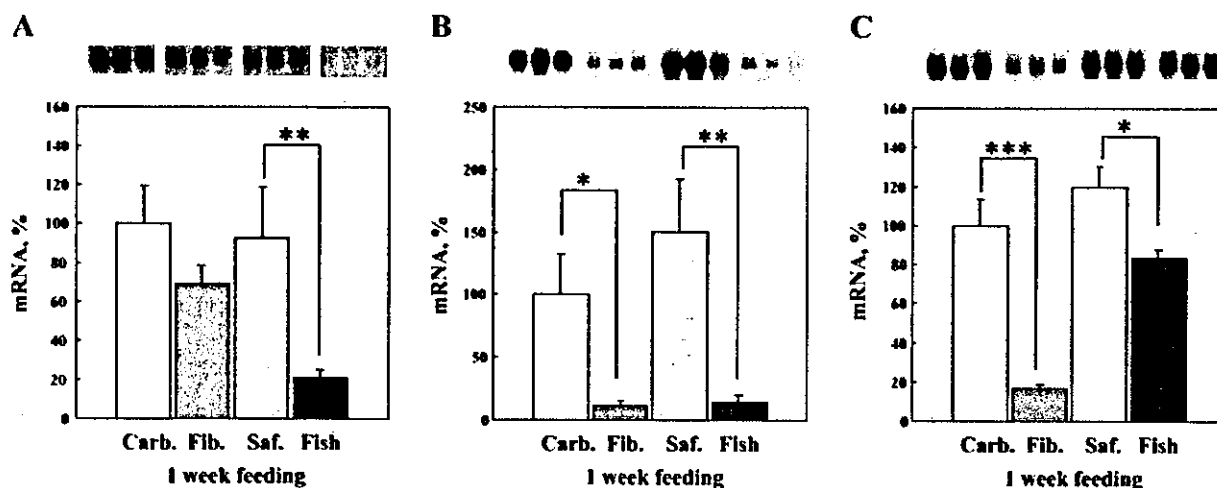 A
160
140
120
100
80
60
40
20
0
mRNA, %
**
Carb. Fib. Saf. Fish
1 week feeding
B
250
200
150
100
50
0
mRNA, %
*
**
Carb. Fib. Saf. Fish
1 week feeding
C
160
140
120
100
80
60
40
20
0
mRNA, %
***
*
Carb. Fib. Saf. Fish
1 week feeding